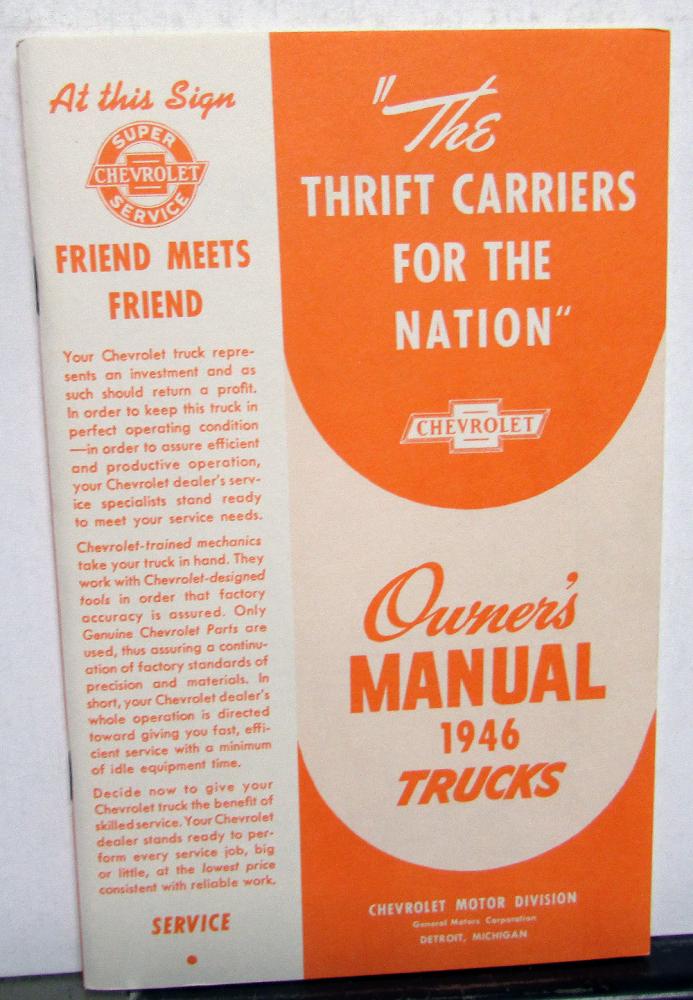 At this Sign
SUPER
CHEVROLET
SERVICE
FRIEND MEETS
FRIEND
Your Chevrolet truck repre-
sents an investment and as
such should return a profit.
In order to keep this truck in
perfect operating condition
—in order to assure efficient
and productive operation,
your Chevrolet dealer's serv-
ice specialists stand ready
to meet your service needs.
Chevrolet-trained mechanics
take your truck in hand. They
work with Chevrolet-designed
tools in order that factory
accuracy is assured. Only
Genuine Chevrolet Parts are
used, thus assuring a continu-
ation of factory standards of
precision and materials. In
short, your Chevrolet dealer's
whole operation is directed
toward giving you fast, effi-
cient service with a minimum
of idle equipment time.
Decide now to give your
Chevrolet truck the benefit of
skilled service. Your Chevrolet
dealer stands ready to per-
form every service job, big
or little, at the lowest price
consistent with reliable work.
SERVICE
"The
THRIFT CARRIERS
FOR THE
NATION"
CHEVROLET
Owner's
MANUAL
1946
TRUCKS
CHEVROLET MOTOR DIVISION
General Motors Corporation
DETROIT, MICHIGAN